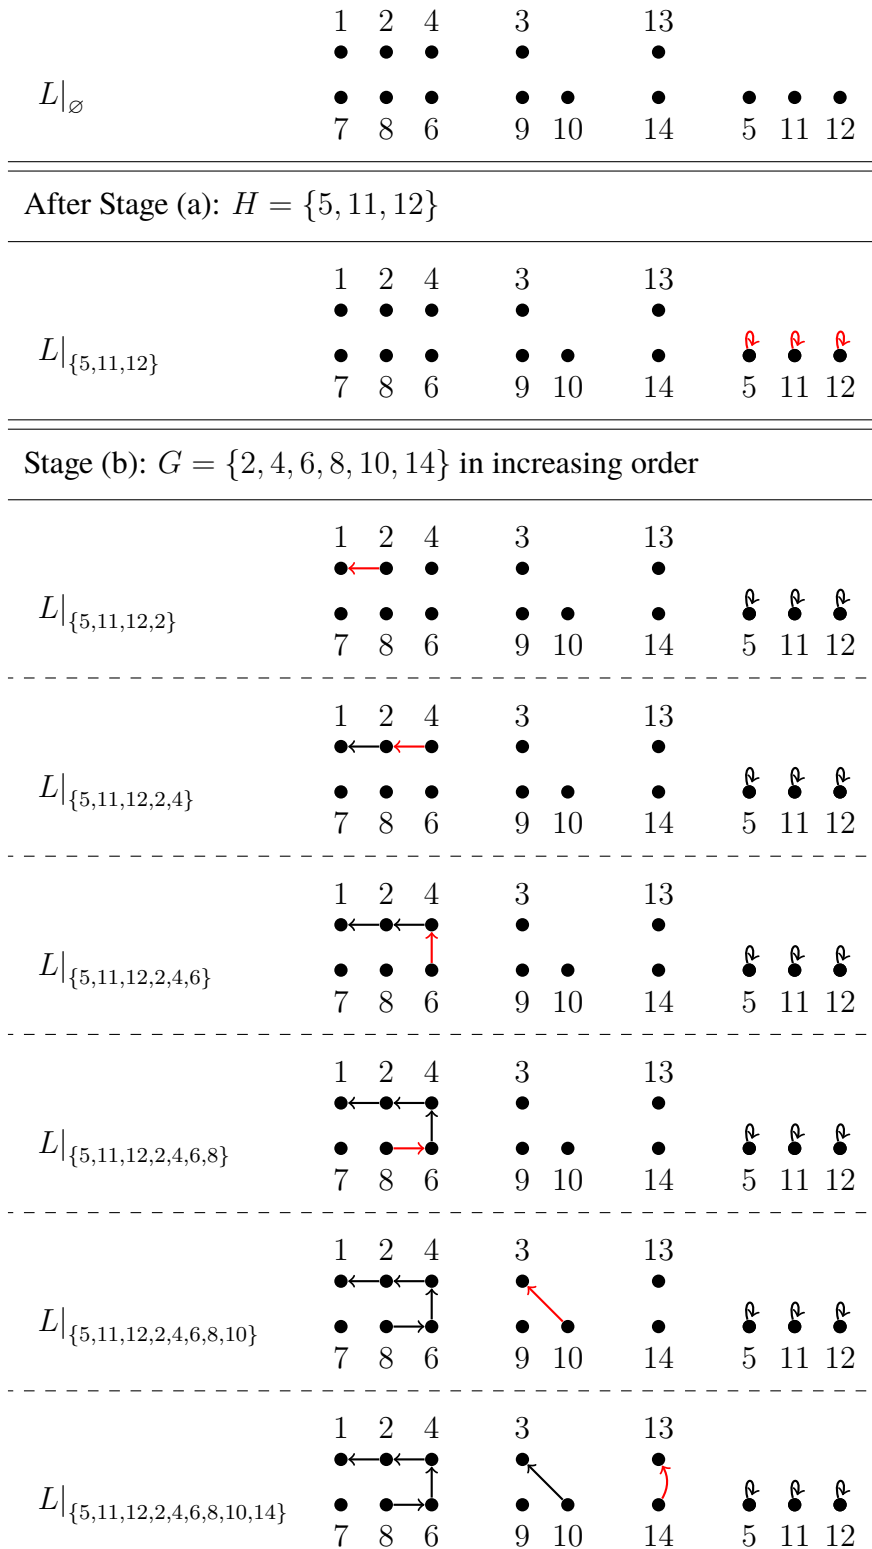 1 2 4 3 13
L|∅
7 8 6 9 10 14 5 11 12
After Stage (a): H = {5, 11, 12}
1 2 4 3 13
L|{5,11,12}
7 8 6 9 10 14 5 11 12
Stage (b): G = {2, 4, 6, 8, 10, 14} in increasing order
1 2 4 3 13
L|{5,11,12,2}
7 8 6 9 10 14 5 11 12
1 2 4 3 13
L|{5,11,12,2,4}
7 8 6 9 10 14 5 11 12
1 2 4 3 13
L|{5,11,12,2,4,6}
7 8 6 9 10 14 5 11 12
1 2 4 3 13
L|{5,11,12,2,4,6,8}
7 8 6 9 10 14 5 11 12
1 2 4 3 13
L|{5,11,12,2,4,6,8,10}
7 8 6 9 10 14 5 11 12
1 2 4 3 13
L|{5,11,12,2,4,6,8,10,14}
7 8 6 9 10 14 5 11 12